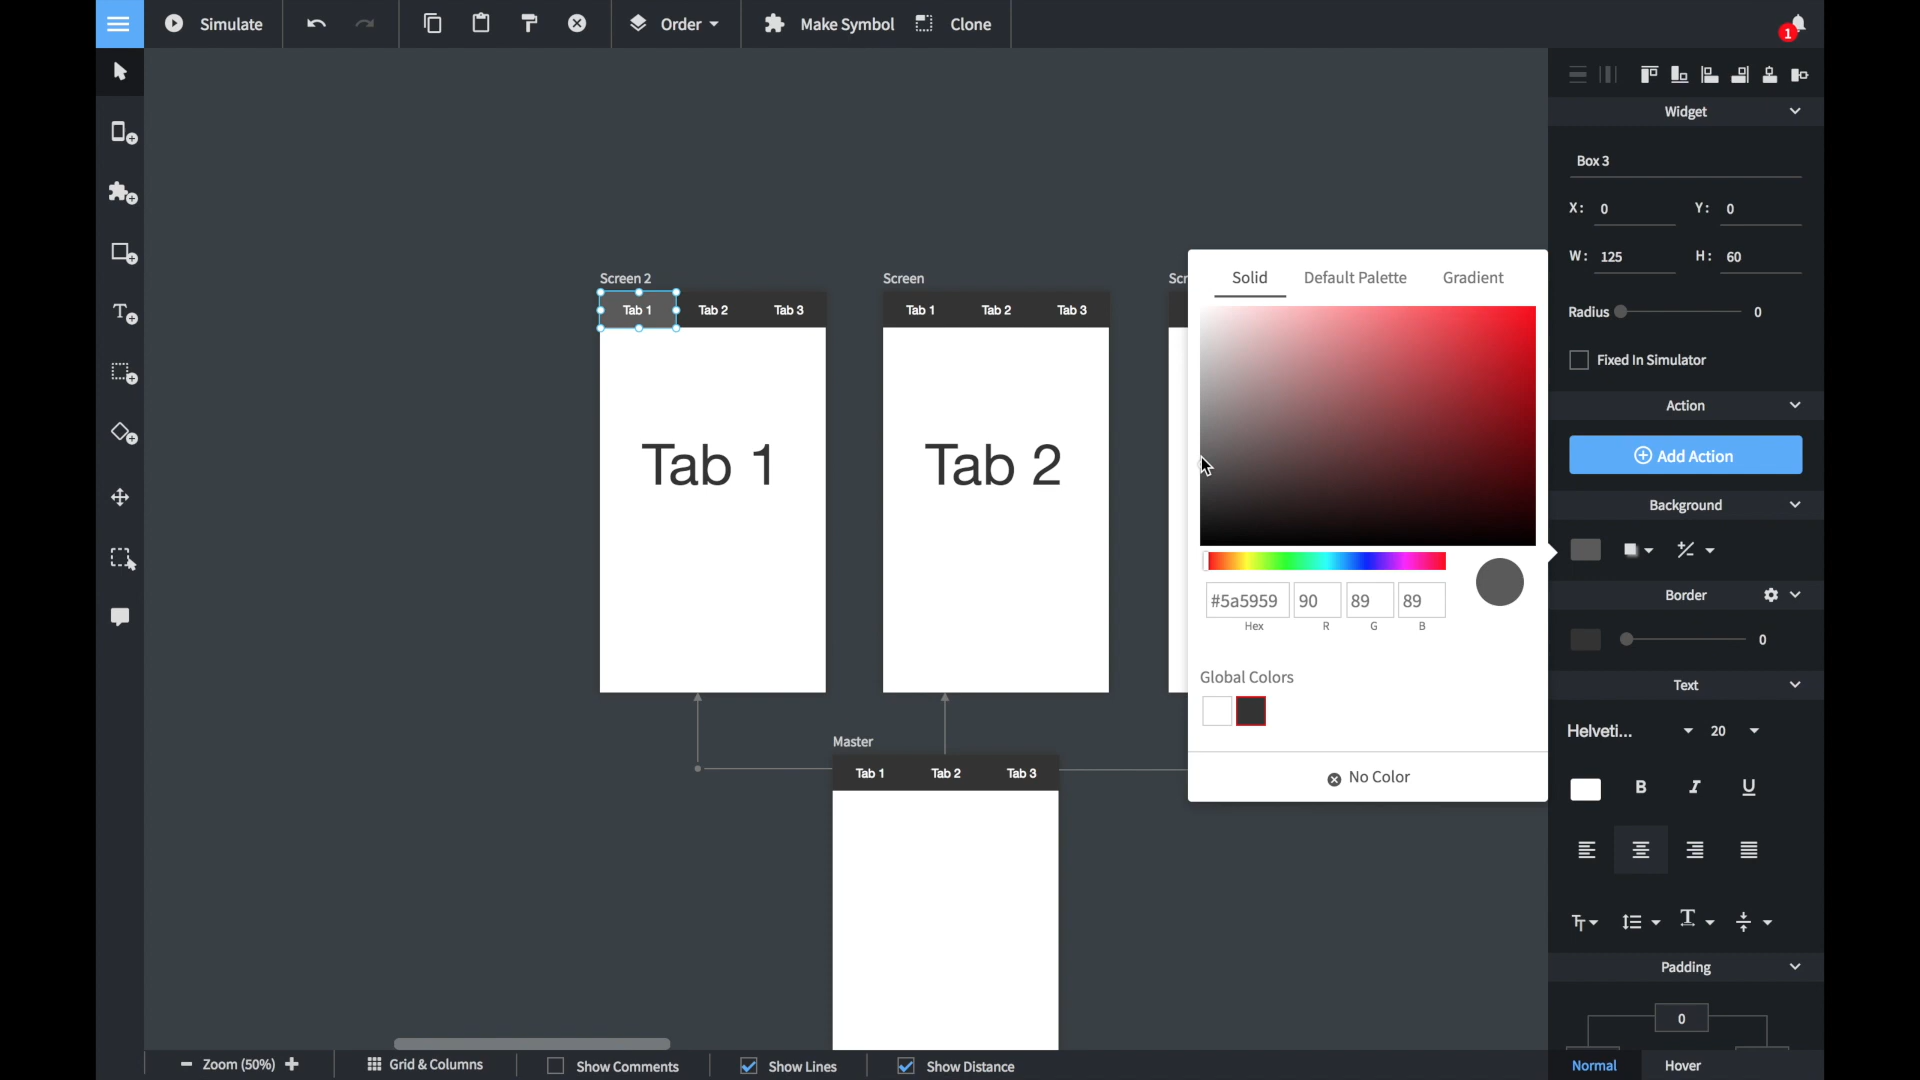 Simulate
Order
Make Symbol
Clone
1
Widget
Box 3
X: 0
Y: 0
W: 125
H: 60
Radius
0
Fixed In Simulator
Action
Add Action
Background
Border
0
Text
Helveti...
20
B
I
U
Padding
0
Normal
Hover
Screen 2
Tab 1
Tab 2
Tab 3
Tab 1
Screen
Tab 1
Tab 2
Tab 3
Tab 2
Scr
Solid
Default Palette
Gradient
#5a5959
90
89
89
Hex
R
G
B
Global Colors
No Color
Master
Tab 1
Tab 2
Tab 3
Zoom (50%)
Grid & Columns
Show Comments
Show Lines
Show Distance